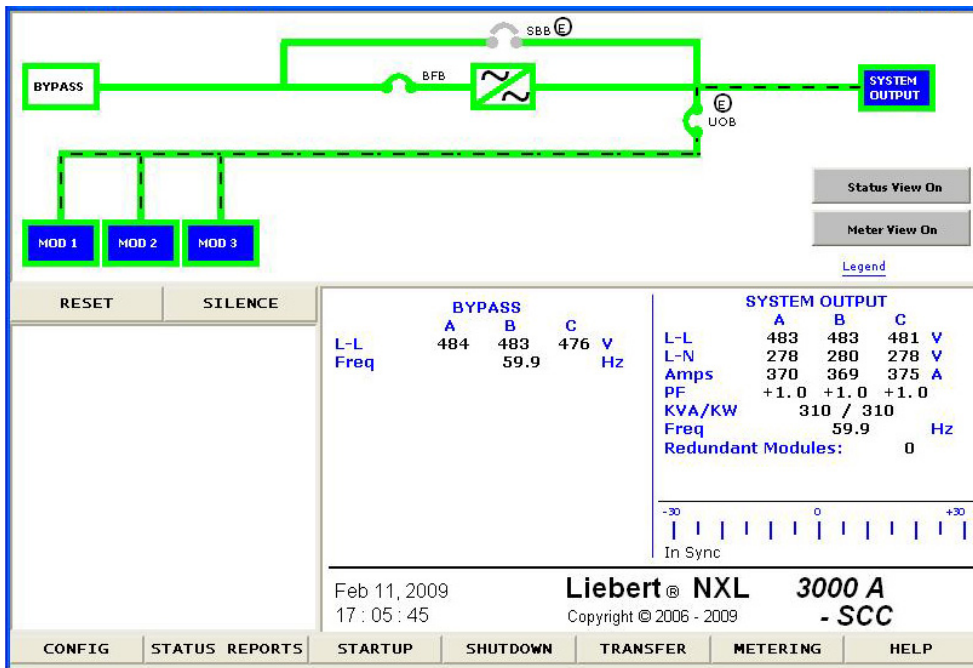 SBB E
BYPASS
BFB
SYSTEM
OUTPUT
E
UOB
Status View On
MOD 1 MOD 2 MOD 3
Meter View On
Legend
RESET SILENCE
BYPASS
A B C
L-L 484 483 476 V
Freq 59.9 Hz
SYSTEM OUTPUT
A B C
L-L 483 483 481 V
L-N 278 280 278 V
Amps 370 369 375 A
PF +1.0 +1.0 +1.0
KVA/KW 310 / 310
Freq 59.9 Hz
Redundant Modules: 0
-30 0 +30
In Sync
Feb 11, 2009
17 : 05 : 45
Liebert ® NXL
Copyright © 2006 - 2009
3000 A
- SCC
CONFIG STATUS REPORTS STARTUP SHUTDOWN TRANSFER METERING HELP